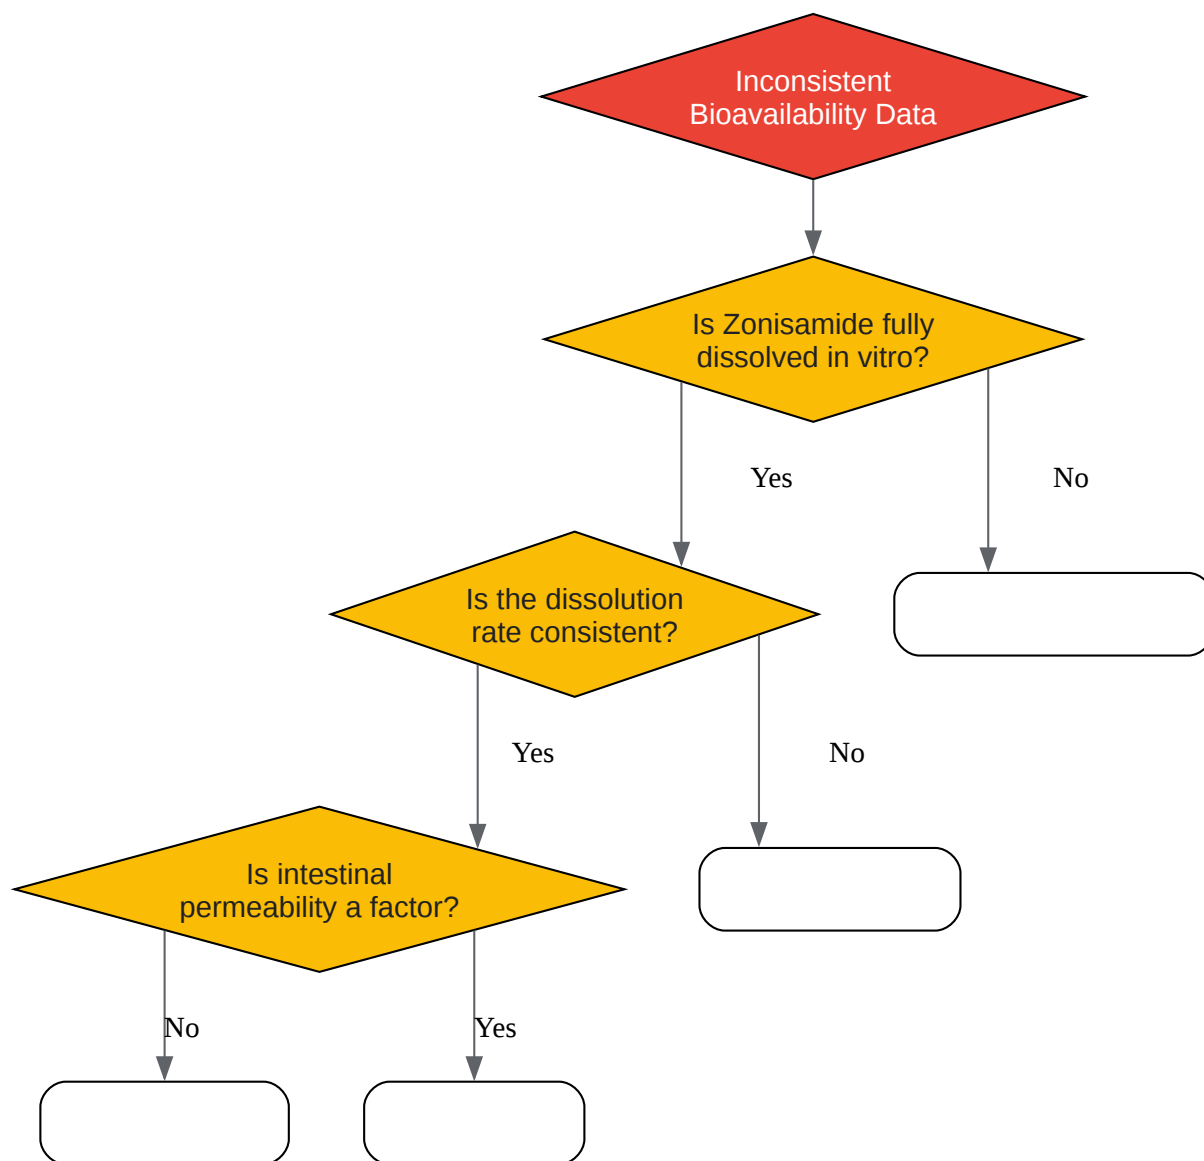 Inconsistent
Bioavailability Data
Is Zonisamide fully
dissolved in vitro?
Yes
No
Is the dissolution
rate consistent?
Yes
No
Is intestinal
permeability a factor?
No
Yes